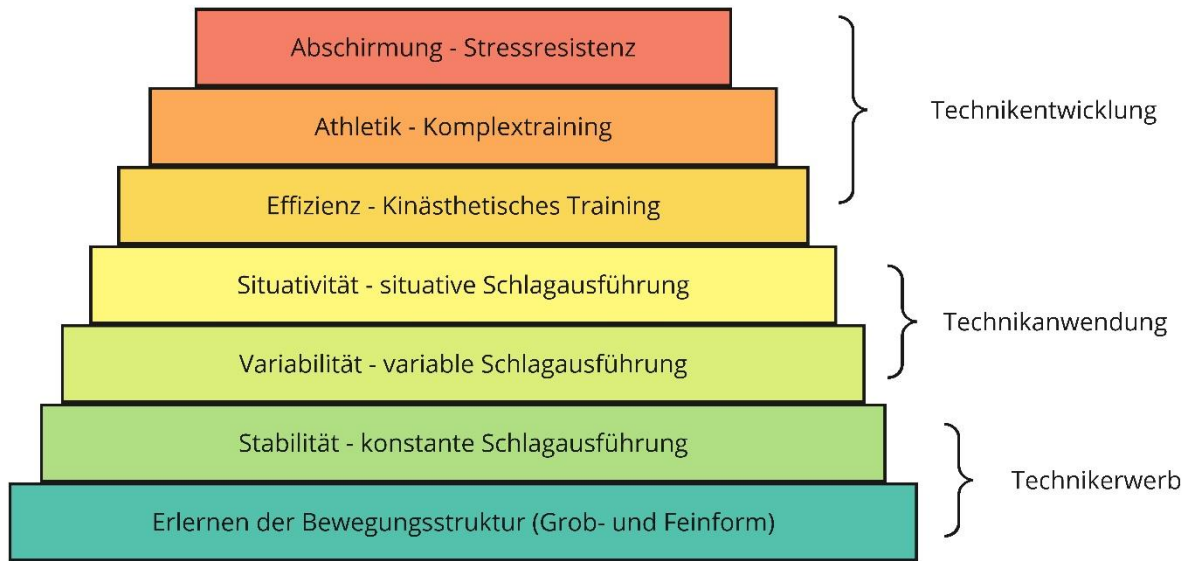 Abschirmung - Stressresistenz
Athletik - Komplextraining
Technikentwicklung
Effizienz - Kinästhetisches Training
Situativität - situative Schlagausführung
Technikanwendung
Variabilität - variable Schlagausführung
Stabilität - konstante Schlagausführung
Technikerwerb
Erlernen der Bewegungsstruktur (Grob- und Feinform)